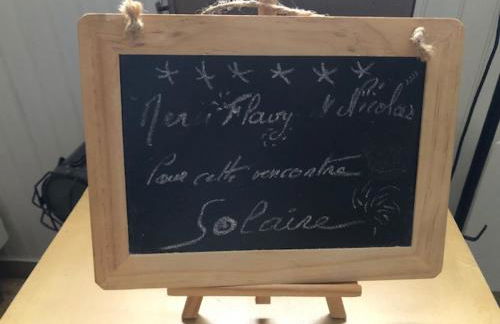 Merci Flavy & Nicolas
Pour cette rencontre
Solaire